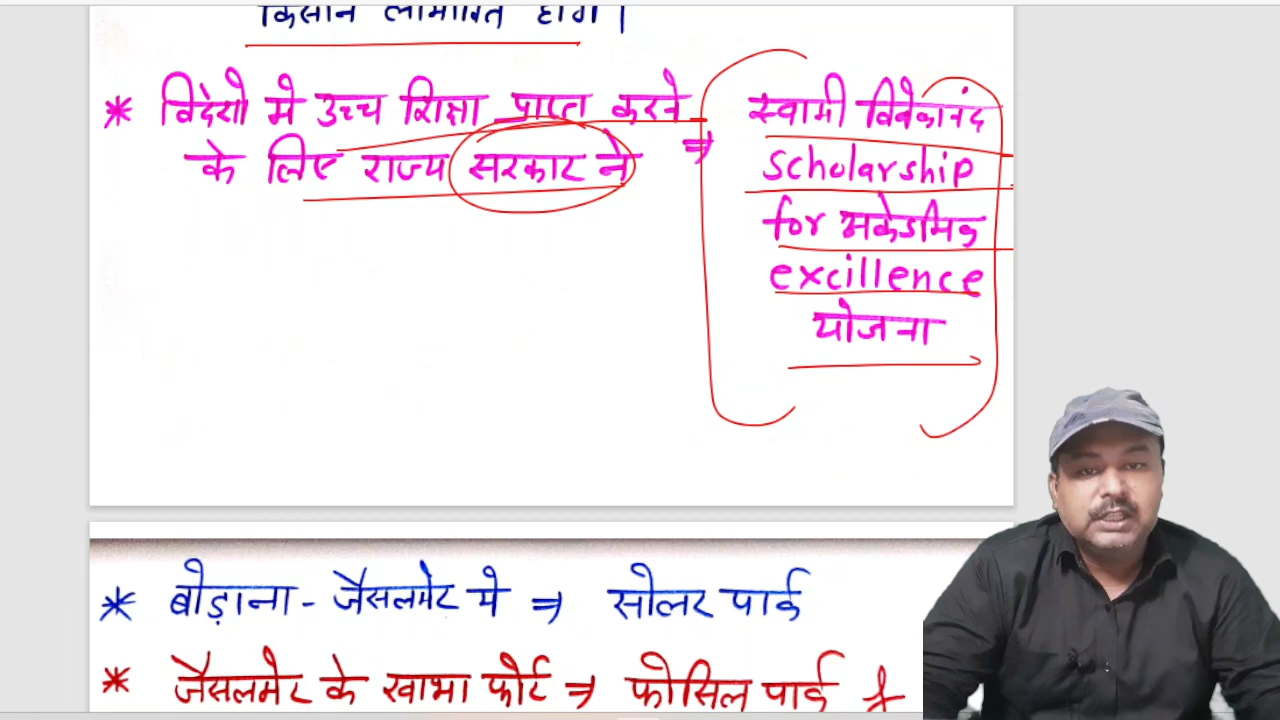 किसान लाभावित होगे।
* विदेशो मे उच्च शिक्षा प्राप्त करने
के लिए राज्य सरकार ने ⇒
स्वामी विवेकानंद
scholarship
for अकेडमिक
excillence
योजना
* बोड़ाना - जैसलमेर मे ⇒ सोलर पार्क
* जैसलमेर के खाभा फोर्ट ⇒ फोसिल पार्क